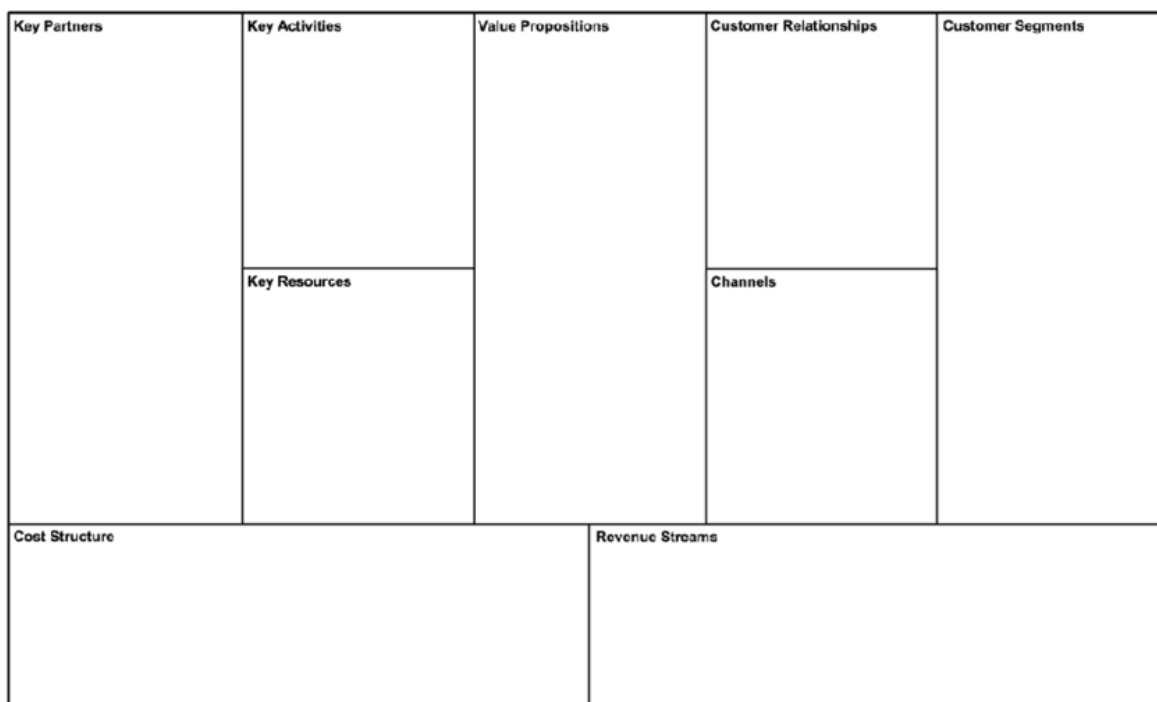 Key Partners
Key Activities
Value Propositions
Customer Relationships
Customer Segments
Key Resources
Channels
Cost Structure
Revenue Streams